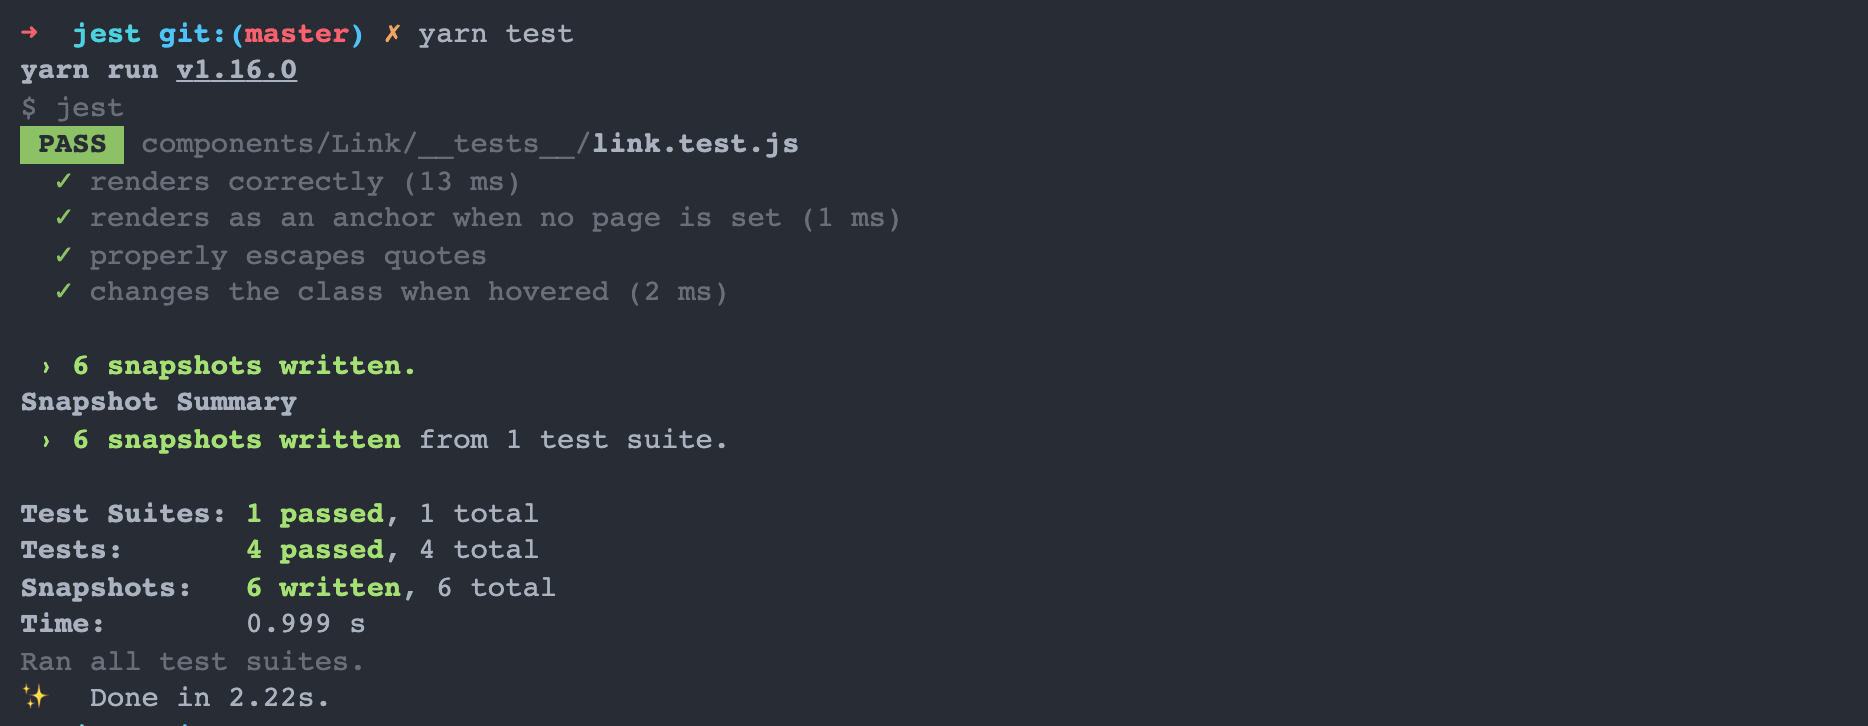 ➜  jest git:(master) ✗ yarn test
yarn run v1.16.0
$ jest
PASS components/Link/__tests__/link.test.js
✓ renders correctly (13 ms)
✓ renders as an anchor when no page is set (1 ms)
✓ properly escapes quotes
✓ changes the class when hovered (2 ms)
› 6 snapshots written.
Snapshot Summary
› 6 snapshots written from 1 test suite.
Test Suites: 1 passed, 1 total
Tests:       4 passed, 4 total
Snapshots:   6 written, 6 total
Time:        0.999 s
Ran all test suites.
✨  Done in 2.22s.